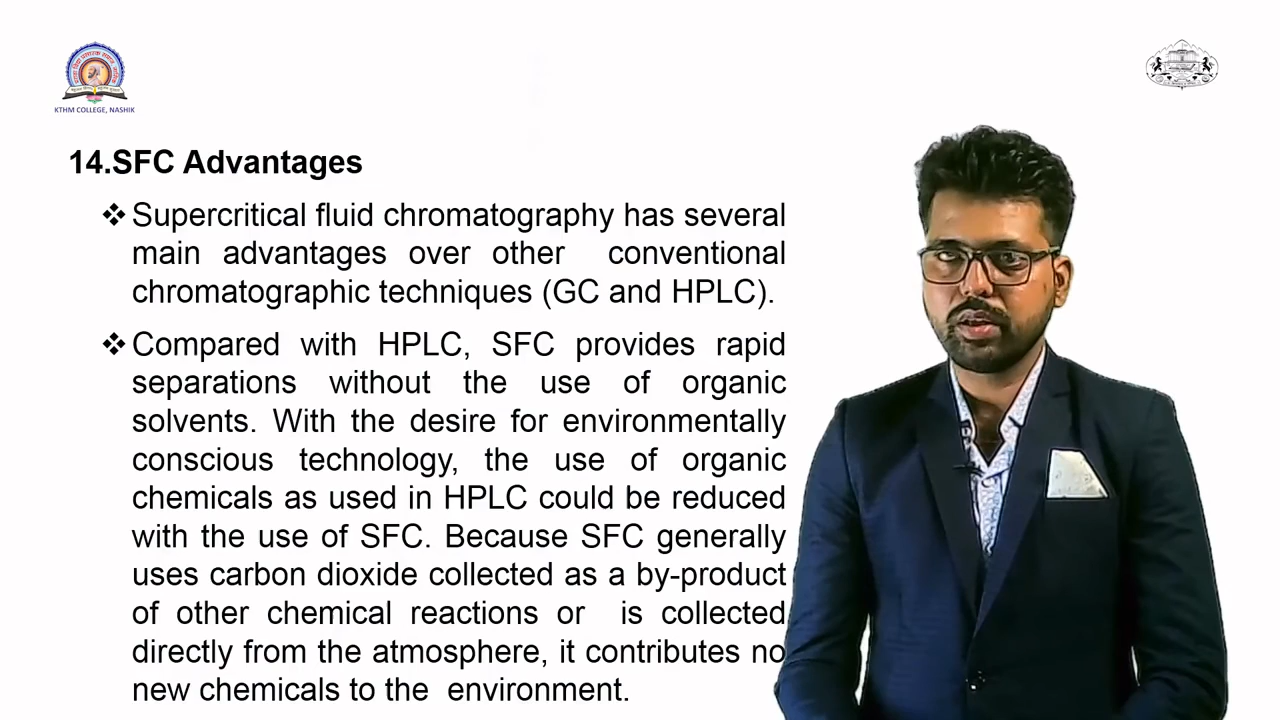 KTHM COLLEGE, NASHIK
14.SFC Advantages
❖Supercritical fluid chromatography has several
main advantages over other conventional
chromatographic techniques (GC and HPLC).
❖Compared with HPLC, SFC provides rapid
separations without the use of organic
solvents. With the desire for environmentally
conscious technology, the use of organic
chemicals as used in HPLC could be reduced
with the use of SFC. Because SFC generally
uses carbon dioxide collected as a by-product
of other chemical reactions or is collected
directly from the atmosphere, it contributes no
new chemicals to the environment.